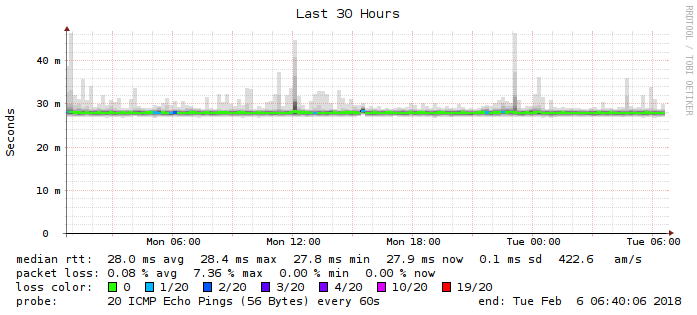 Last 30 Hours
RRDTOOL / TOBI OETIKER
Seconds
40 m
30 m
20 m
10 m
0
Mon 06:00 Mon 12:00 Mon 18:00 Tue 00:00 Tue 06:00
median rtt: 28.0 ms avg 28.4 ms max 27.8 ms min 27.9 ms now 0.1 ms sd 422.6 am/s
packet loss: 0.08 % avg 7.36 % max 0.00 % min 0.00 % now
loss color: 0 1/20 2/20 3/20 4/20 10/20 19/20
probe: 20 ICMP Echo Pings (56 Bytes) every 60s end: Tue Feb 6 06:40:06 2018